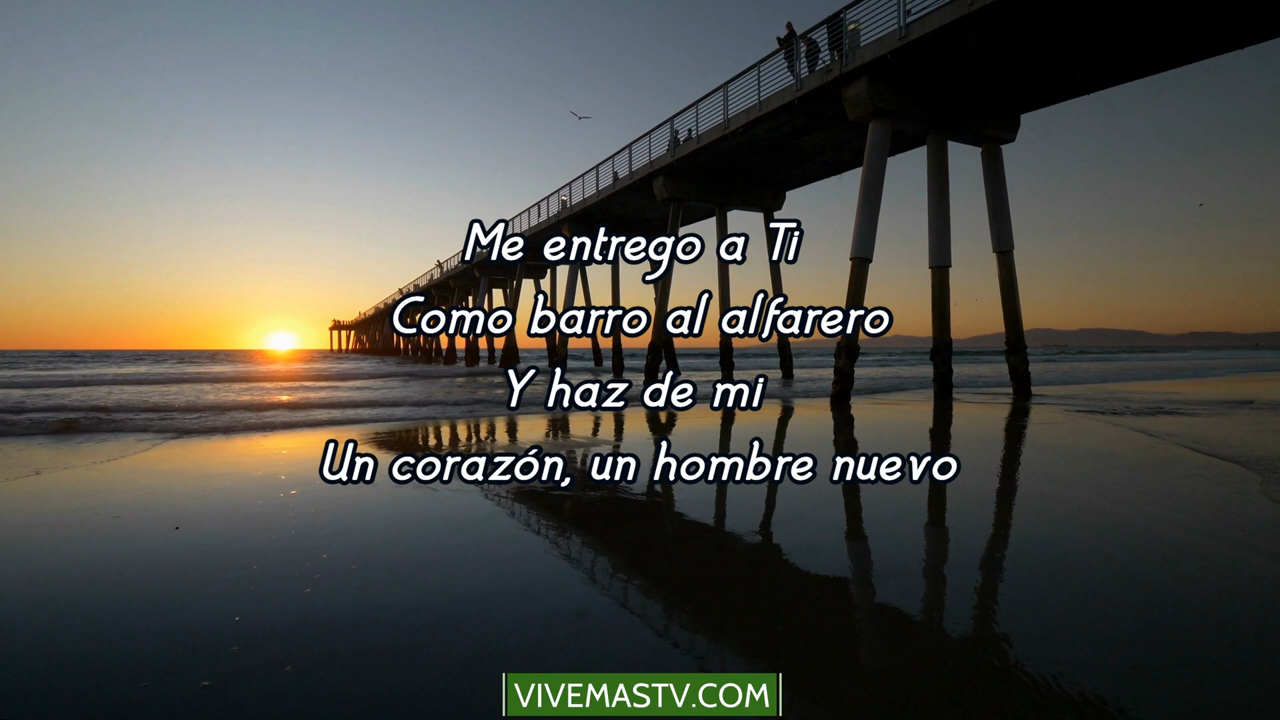 Me entrego a Ti
Como barro al alfarero
Y haz de mi
Un corazón, un hombre nuevo
VIVEMASTV.COM